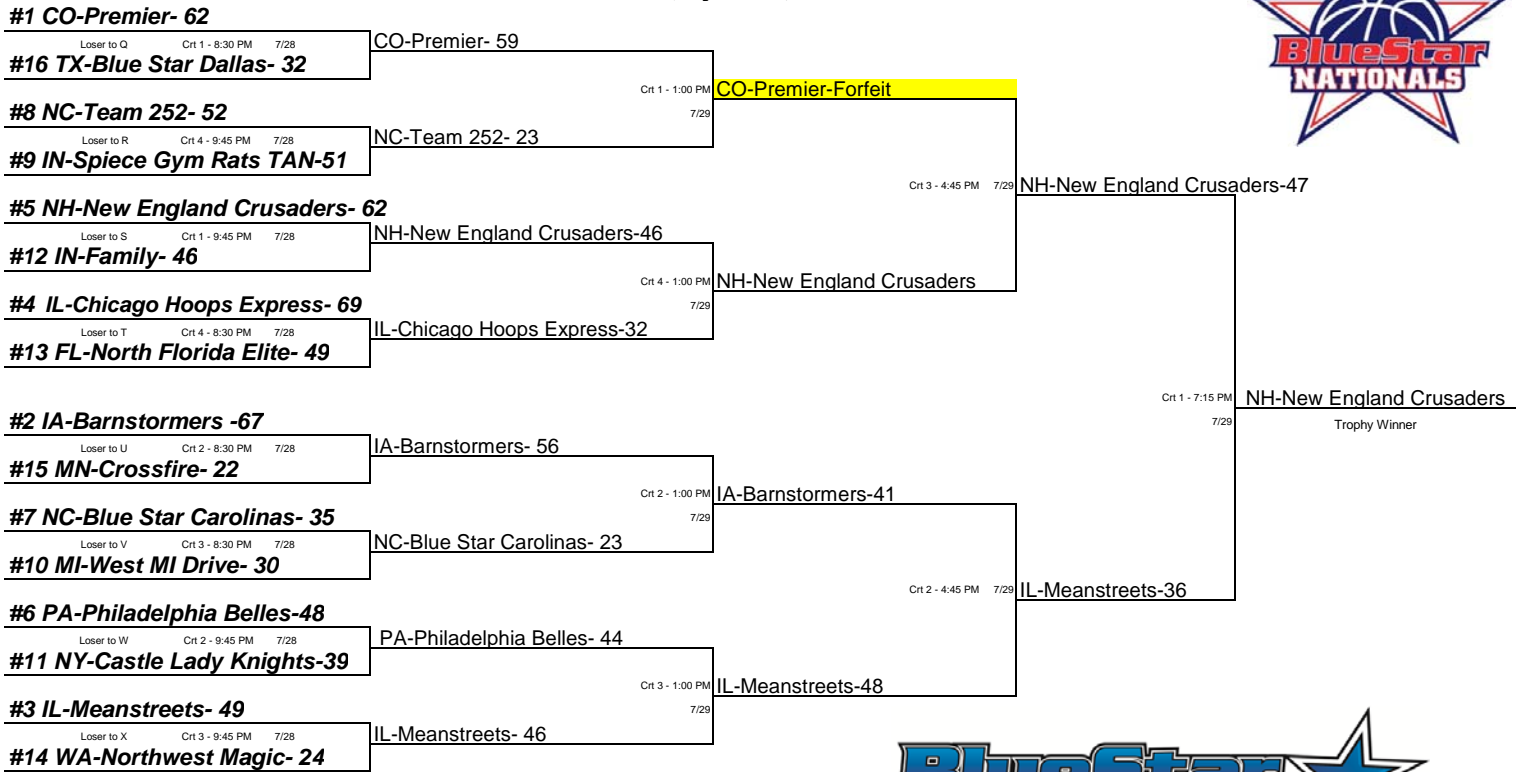 #1 CO-Premier- 62
Loser to Q Crt 1 - 8:30 PM 7/28
#16 TX-Blue Star Dallas- 32
#8 NC-Team 252- 52
Loser to R Crt 4 - 9:45 PM 7/28
#9 IN-Spiece Gym Rats TAN-51
#5 NH-New England Crusaders- 62
Loser to S Crt 1 - 9:45 PM 7/28
#12 IN-Family- 46
#4 IL-Chicago Hoops Express- 69
Loser to T Crt 4 - 8:30 PM 7/28
#13 FL-North Florida Elite- 49
#2 IA-Barnstormers -67
Loser to U Crt 2 - 8:30 PM 7/28
#15 MN-Crossfire- 22
#7 NC-Blue Star Carolinas- 35
Loser to V Crt 3 - 8:30 PM 7/28
#10 MI-West MI Drive- 30
#6 PA-Philadelphia Belles-48
Loser to W Crt 2 - 9:45 PM 7/28
#11 NY-Castle Lady Knights-39
#3 IL-Meanstreets- 49
Loser to X Crt 3 - 9:45 PM 7/28
#14 WA-Northwest Magic- 24
CO-Premier- 59
Crt 1 - 1:00 PM
7/29
NC-Team 252- 23
NH-New England Crusaders-46
Crt 4 - 1:00 PM
7/29
IL-Chicago Hoops Express-32
IA-Barnstormers- 56
Crt 2 - 1:00 PM
7/29
NC-Blue Star Carolinas- 23
PA-Philadelphia Belles- 44
Crt 3 - 1:00 PM
7/29
IL-Meanstreets- 46
CO-Premier-Forfeit
Crt 3 - 4:45 PM 7/29
NH-New England Crusaders
IA-Barnstormers-41
Crt 2 - 4:45 PM 7/29
IL-Meanstreets-48
NH-New England Crusaders-47
Crt 1 - 7:15 PM
7/29
IL-Meanstreets-36
NH-New England Crusaders
Trophy Winner
BlueStar
NATIONALS
BlueStar